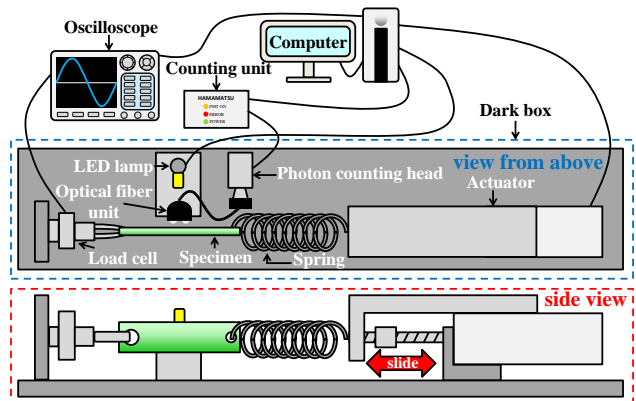 Oscilloscope
Computer
Counting unit
HAMAMATSU
PMT ON
ERROR
POWER
Dark box
view from above
LED lamp
Photon counting head
Actuator
Optical fiber
unit
Load cell
Specimen
Spring
side view
slide